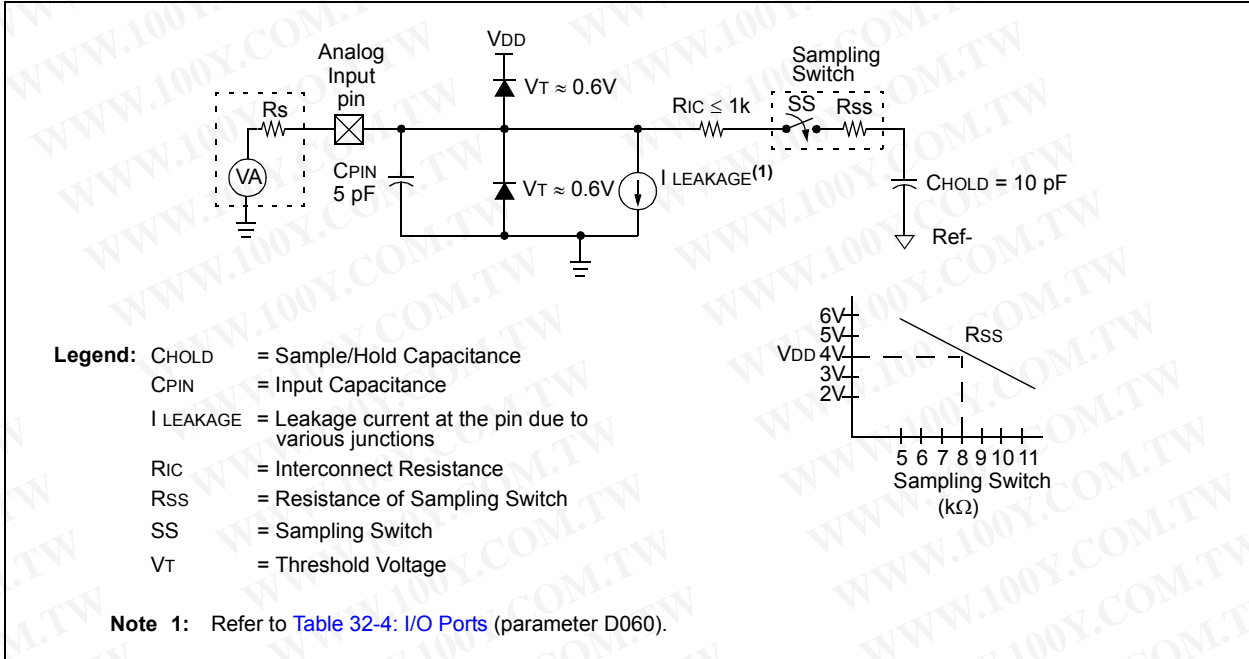 Analog
Input
pin
VDD
VT ≈ 0.6V
Rs
VA
CPIN
5 pF
VT ≈ 0.6V
I LEAKAGE(1)
RIC ≤ 1k
Sampling
Switch
SS Rss
CHOLD = 10 pF
Ref-
6V
5V
VDD 4V
3V
2V
RSS
5 6 7 8 9 10 11
Sampling Switch
(kΩ)
Legend: CHOLD = Sample/Hold Capacitance
CPIN = Input Capacitance
I LEAKAGE = Leakage current at the pin due to
various junctions
RIC = Interconnect Resistance
RSS = Resistance of Sampling Switch
SS = Sampling Switch
VT = Threshold Voltage
Note 1: Refer to Table 32-4: I/O Ports (parameter D060).
WWW.100Y.COM.TW